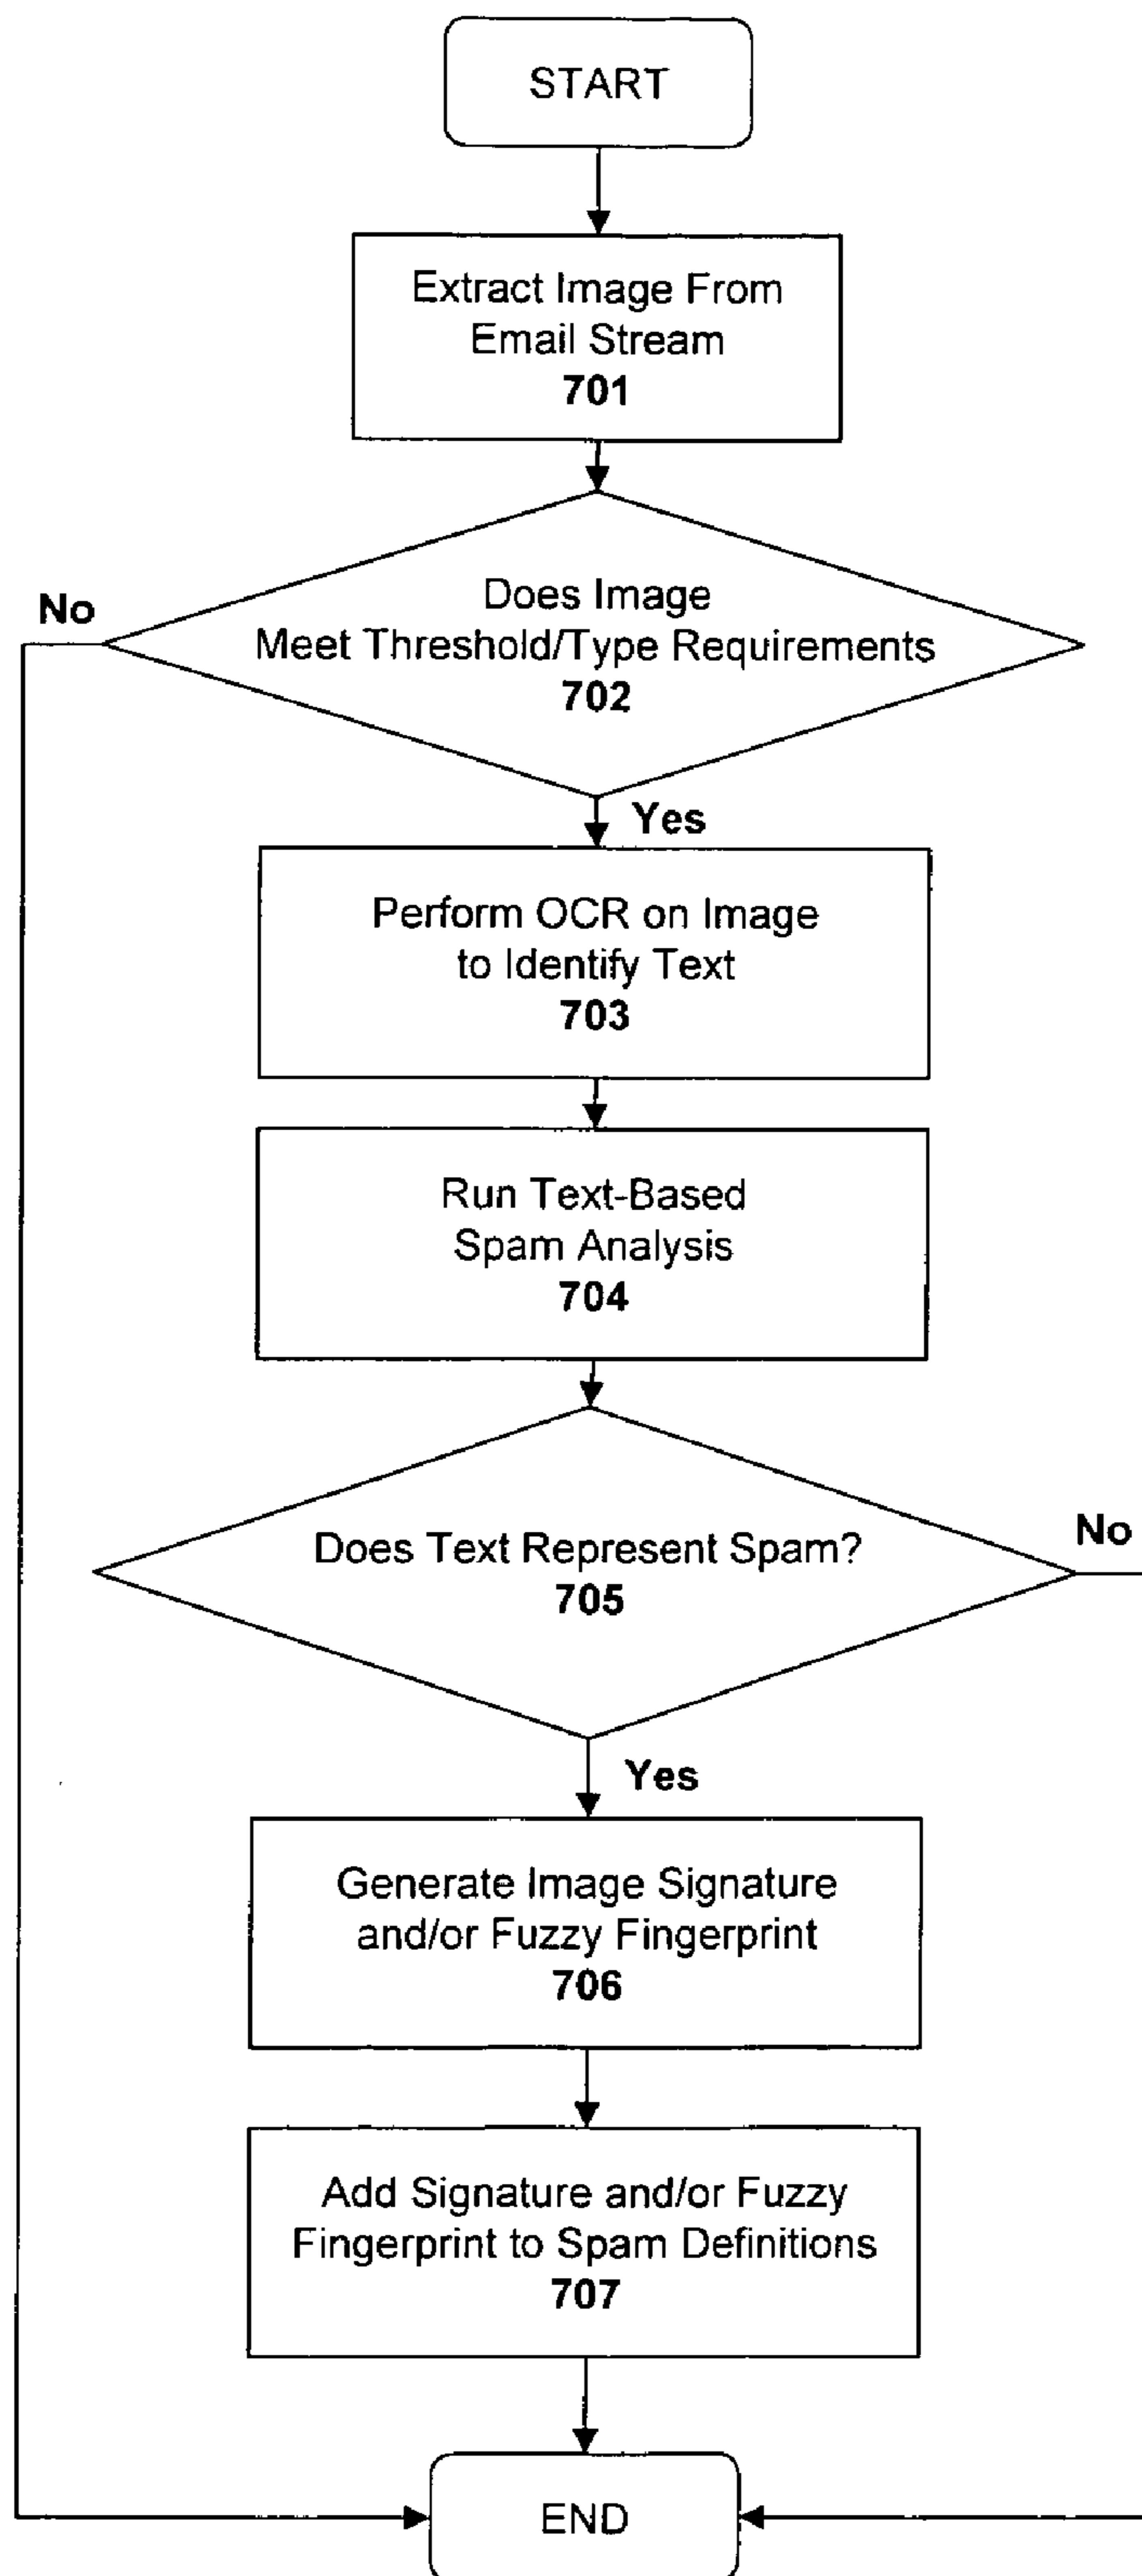 START
Extract Image From
Email Stream
701
Does Image
Meet Threshold/Type Requirements
702
No
Yes
Perform OCR on Image
to Identify Text
703
Run Text-Based
Spam Analysis
704
Does Text Represent Spam?
705
No
Yes
Generate Image Signature
and/or Fuzzy Fingerprint
706
Add Signature and/or Fuzzy
Fingerprint to Spam Definitions
707
END